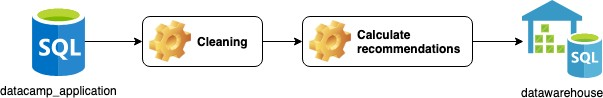 SQL
datacamp_application
Cleaning
Calculate
recommendations
SQL
datawarehouse